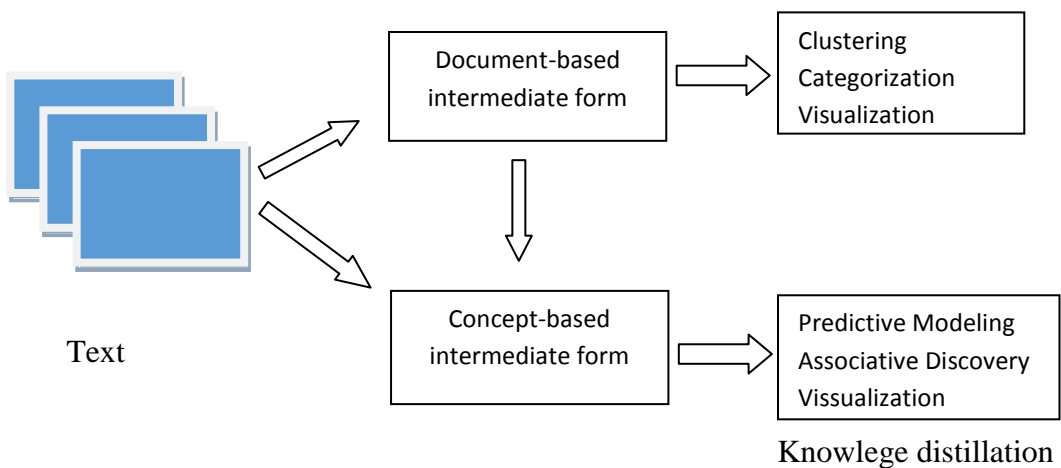 Document-based
intermediate form
Clustering
Categorization
Visualization
Text
Concept-based
intermediate form
Predictive Modeling
Associative Discovery
Vissualization
Knowlege distillation